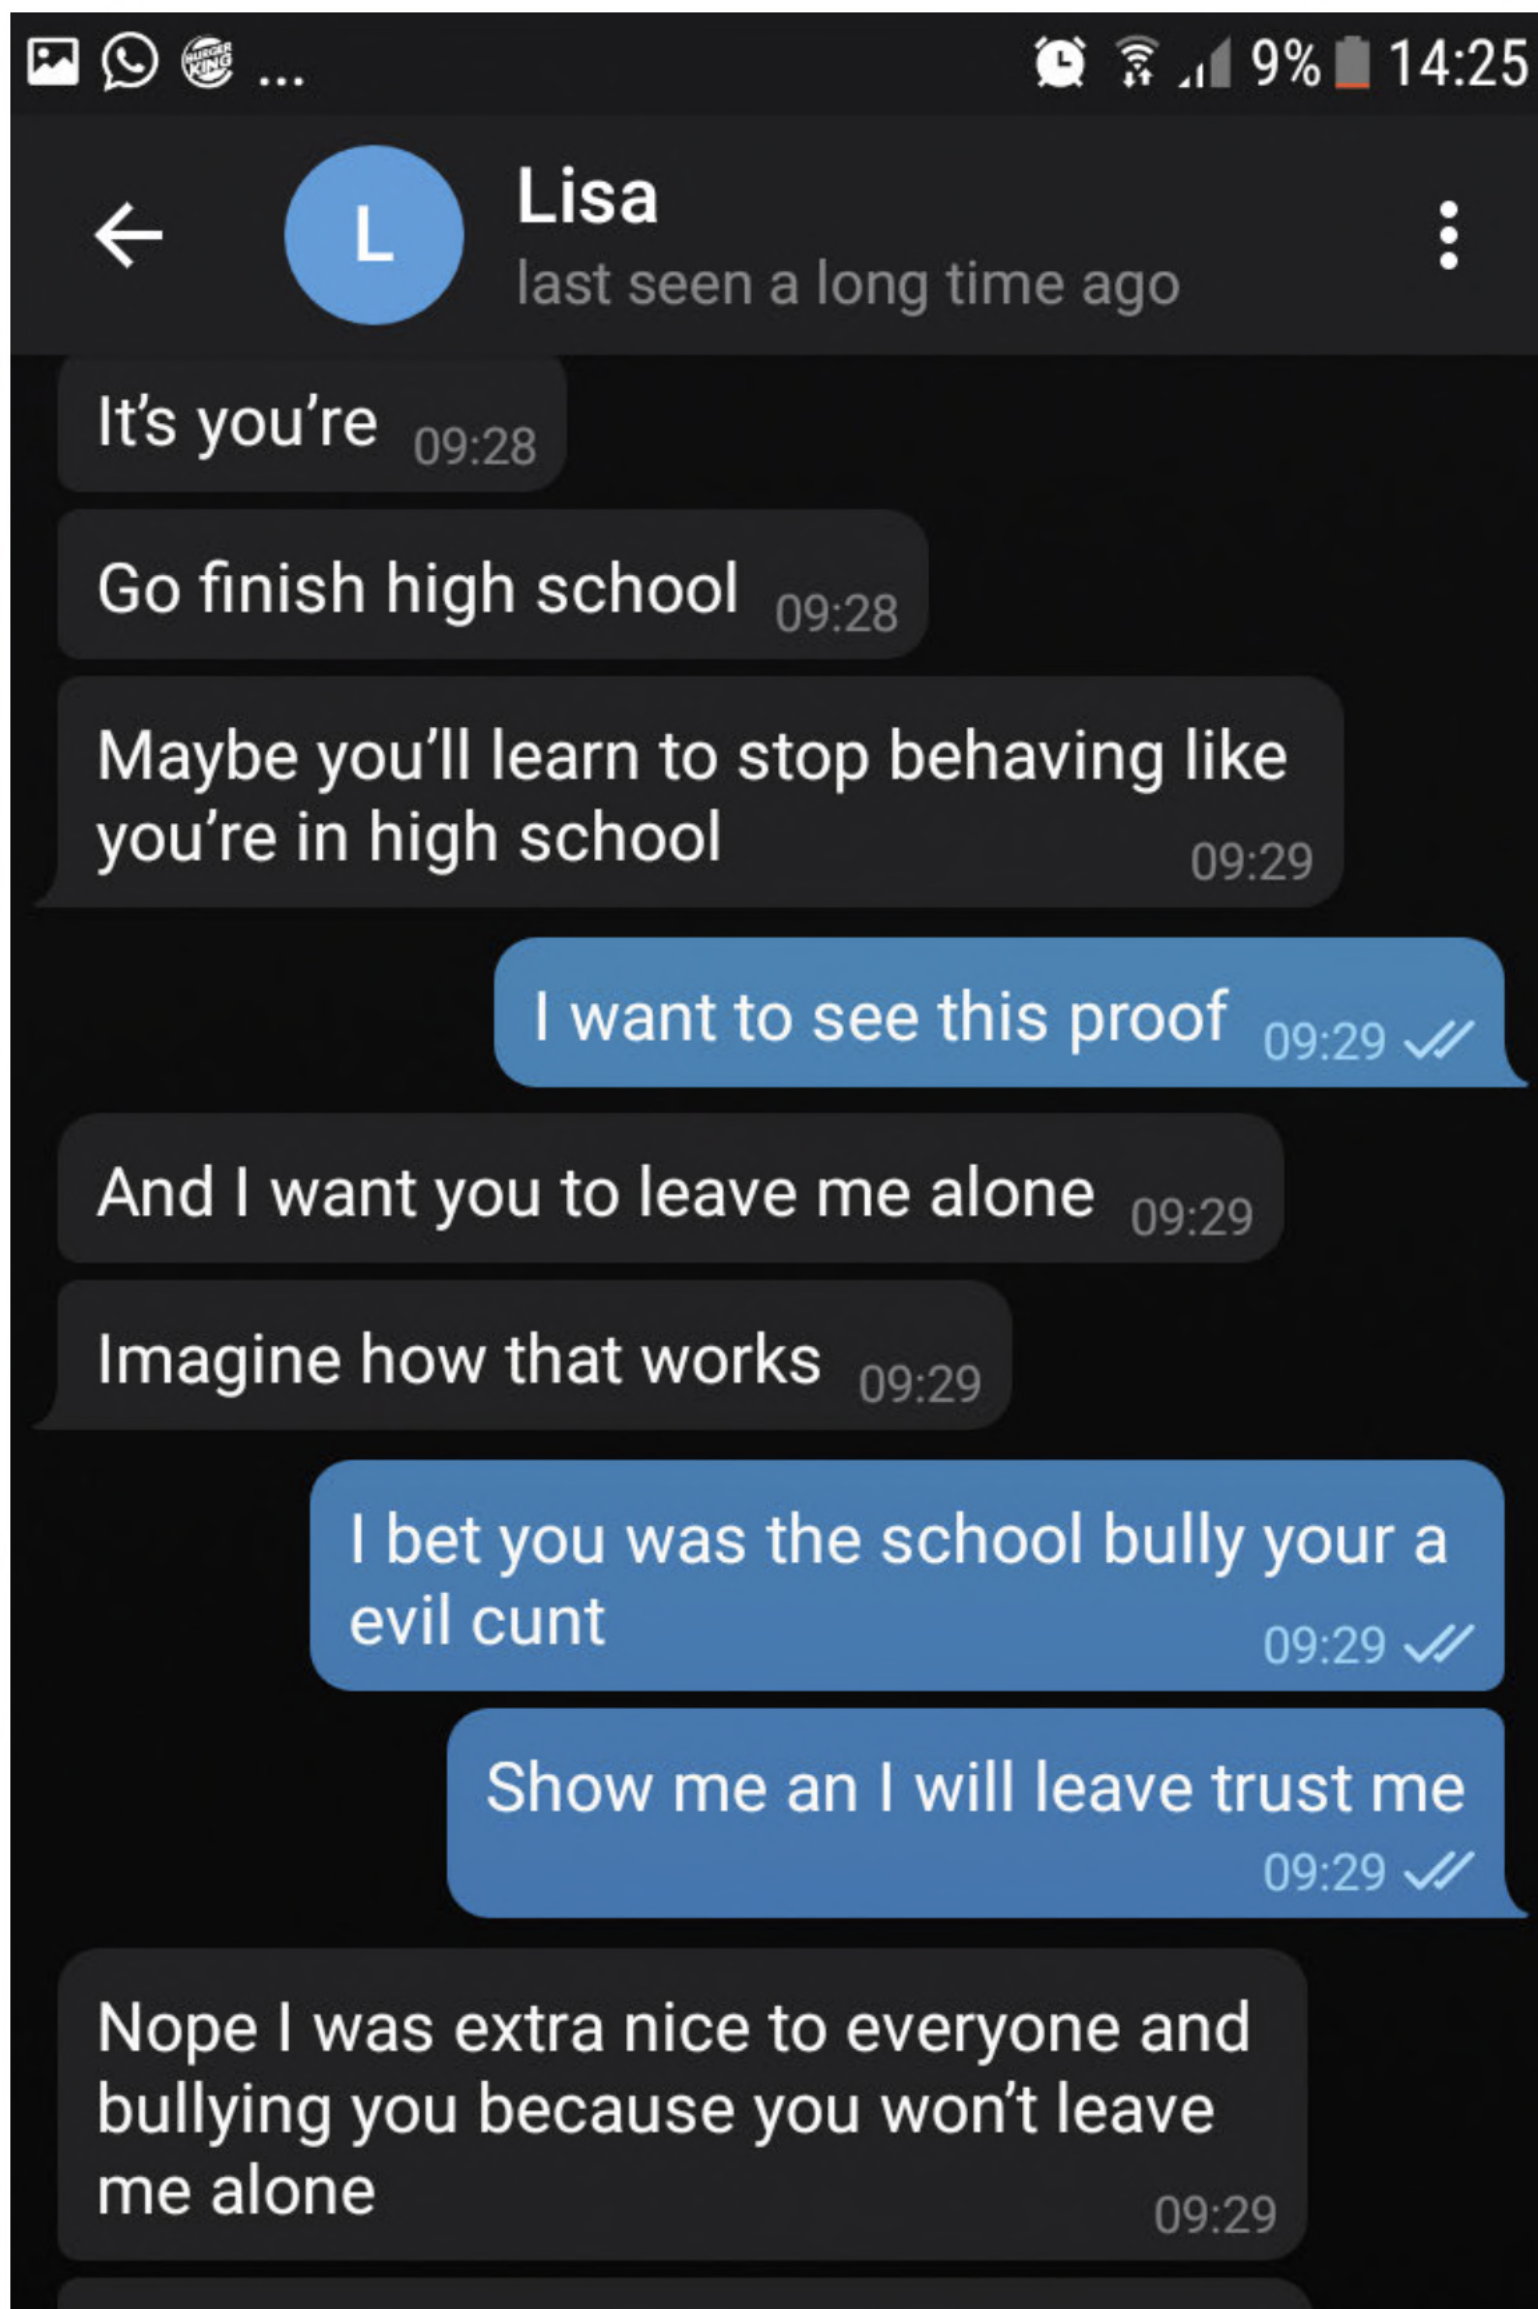 BURGER
KING
...
9%
14:25
L
Lisa
last seen a long time ago
It’s you’re 09:28
Go finish high school 09:28
Maybe you’ll learn to stop behaving like
you’re in high school 09:29
I want to see this proof 09:29
And I want you to leave me alone 09:29
Imagine how that works 09:29
I bet you was the school bully your a
evil cunt 09:29
Show me an I will leave trust me
09:29
Nope I was extra nice to everyone and
bullying you because you won’t leave
me alone 09:29